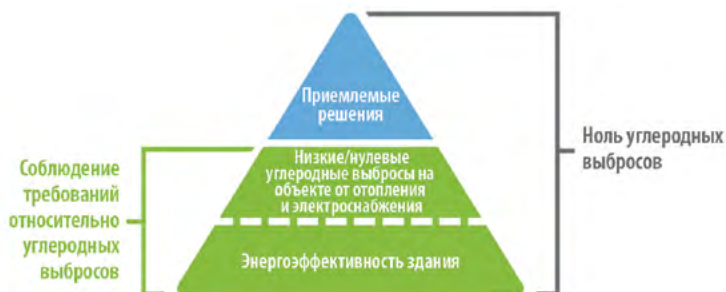 Приемлемые
решения
Низкие/нулевые
углеродные выбросы на
объекте от отопления
и электроснабжения
Энергоэффективность здания
Соблюдение
требований
относительно
углеродных
выбросов
Ноль углеродных
выбросов